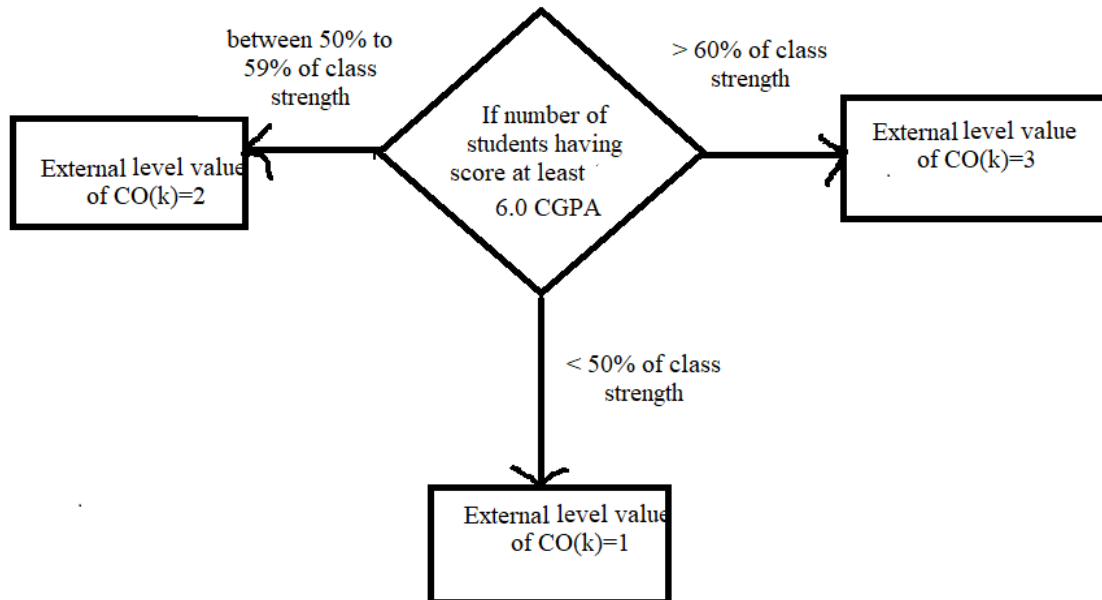 between 50% to
59% of class
strength
> 60% of class
strength
If number of
students having
score at least
6.0 CGPA
External level value
of CO(k)=2
External level value
of CO(k)=3
< 50% of class
strength
External level value
of CO(k)=1